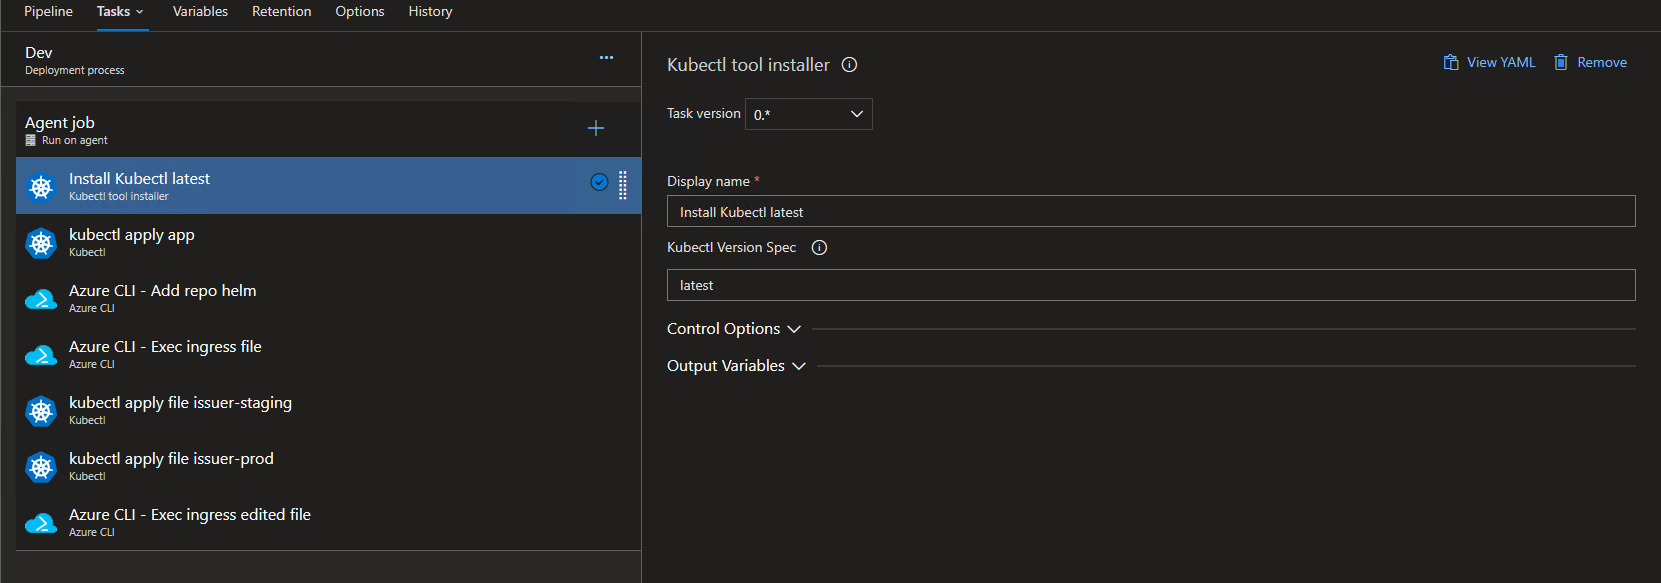 Pipeline Tasks Variables Retention Options History
Dev
Deployment process
Agent job
Run on agent
Install Kubectl latest
Kubectl tool installer
kubectl apply app
Kubectl
Azure CLI - Add repo helm
Azure CLI
Azure CLI - Exec ingress file
Azure CLI
kubectl apply file issuer-staging
Kubectl
kubectl apply file issuer-prod
Kubectl
Azure CLI - Exec ingress edited file
Azure CLI
Kubectl tool installer
View YAML Remove
Task version 0.*
Display name *
Install Kubectl latest
Kubectl Version Spec
latest
Control Options
Output Variables